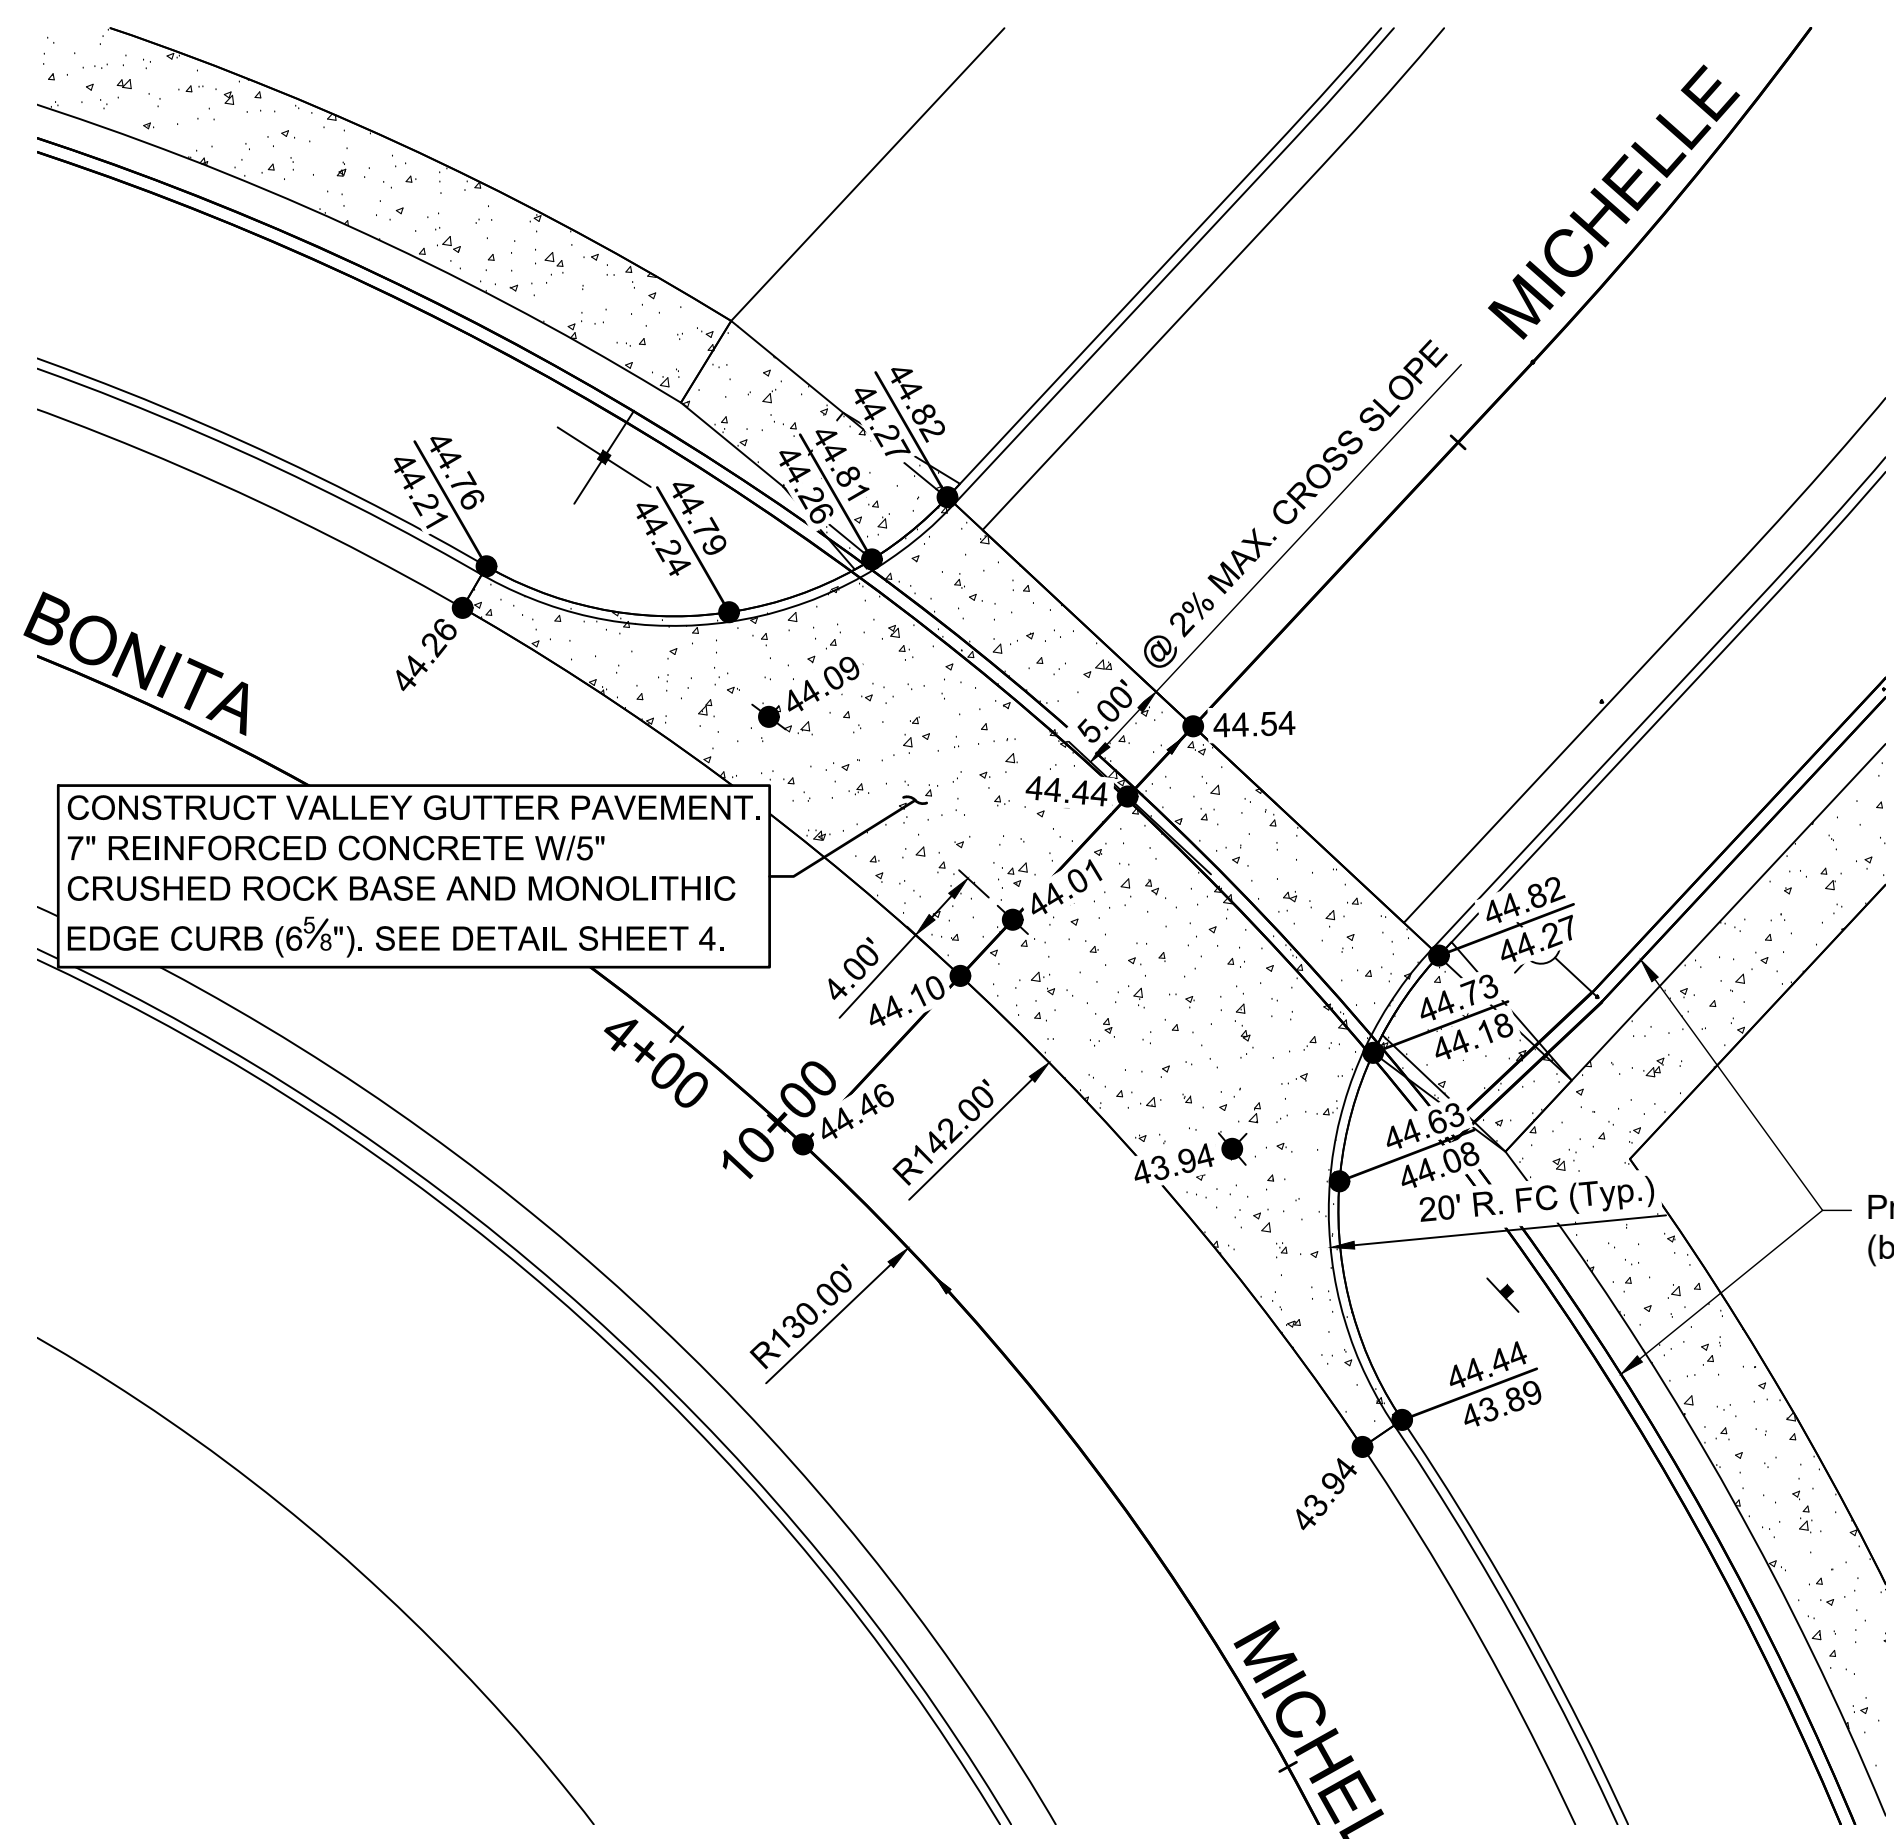 MICHELLE
@ 2% MAX. CROSS SLOPE
44.82
44.27
44.81
44.26
44.76
44.21
44.79
44.24
BONITA
44.26
44.09
5.00'
44.54
44.44
CONSTRUCT VALLEY GUTTER PAVEMENT.
7" REINFORCED CONCRETE W/5"
CRUSHED ROCK BASE AND MONOLITHIC
EDGE CURB (6⅝"). SEE DETAIL SHEET 4.
44.01
4.00'
44.10
44.82
44.27
44.73
44.18
4+00
10+00
44.46
R142.00'
43.94
44.63
44.08
20' R. FC (Typ.)
Pr
(b
R130.00'
44.44
43.89
43.94
MICHEL